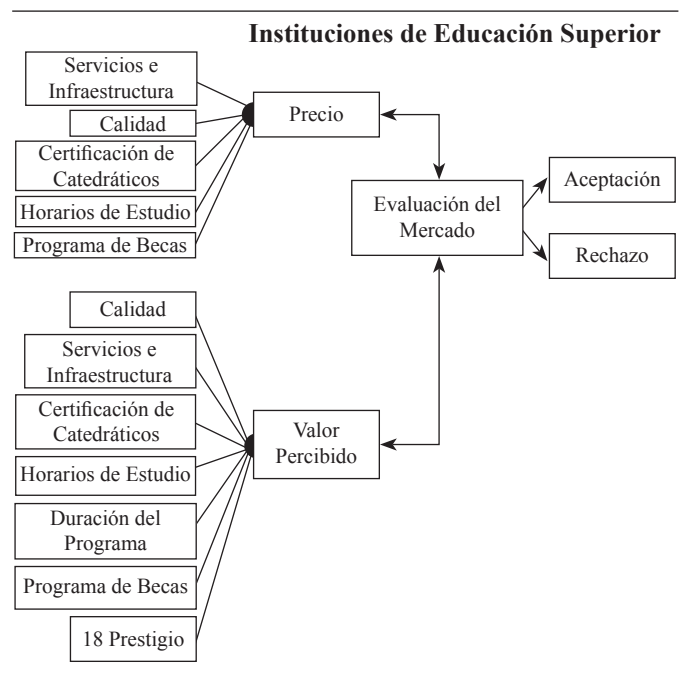 Instituciones de Educación Superior
Servicios e
Infraestructura
Calidad
Certificación de
Catedráticos
Horarios de Estudio
Programa de Becas
Precio
Evaluación del
Mercado
Aceptación
Rechazo
Calidad
Servicios e
Infraestructura
Certificación de
Catedráticos
Horarios de Estudio
Duración del
Programa
Programa de Becas
18 Prestigio
Valor
Percibido